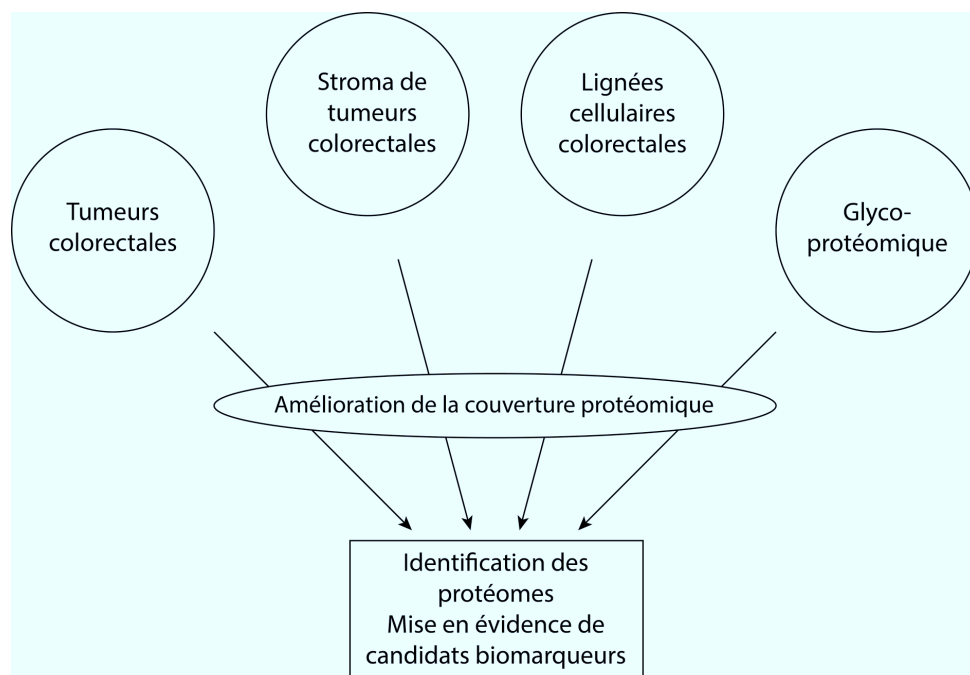 Tumeurs
colorectales
Stroma de
tumeurs
colorectales
Lignées
cellulaires
colorectales
Glyco-
protéomique
Amélioration de la couverture protéomique
Identification des
protéomes
Mise en évidence de
candidats biomarqueurs